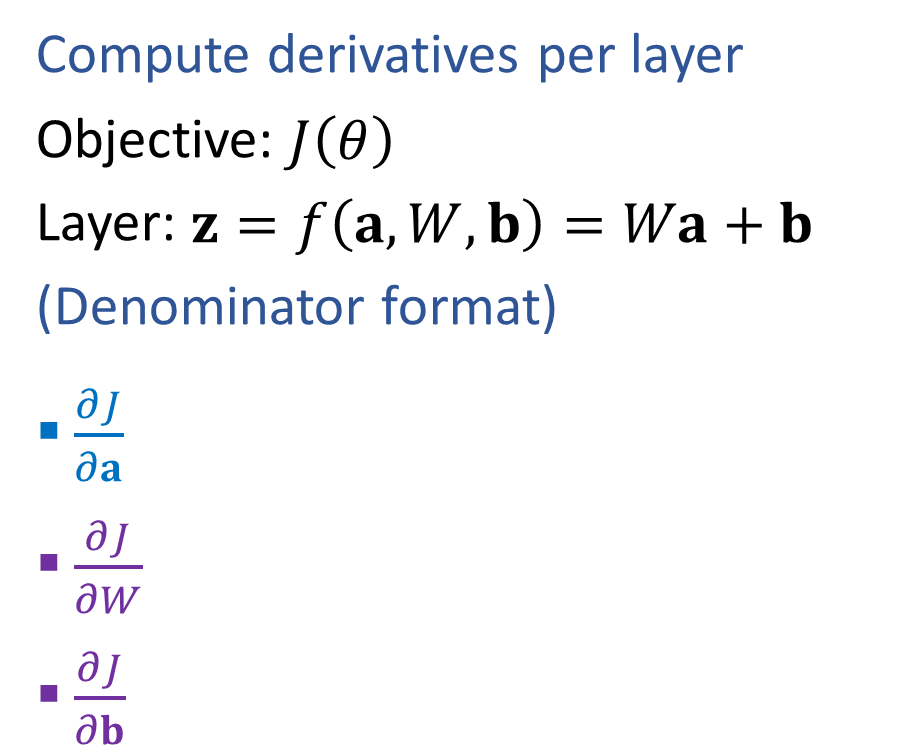 Compute derivatives per layer
Objective: J(θ)
Layer: 𝐳 = f(𝐚, W, 𝐛) = W𝐚 + 𝐛
(Denominator format)
▪ ∂J/∂𝐚
▪ ∂J/∂W
▪ ∂J/∂𝐛